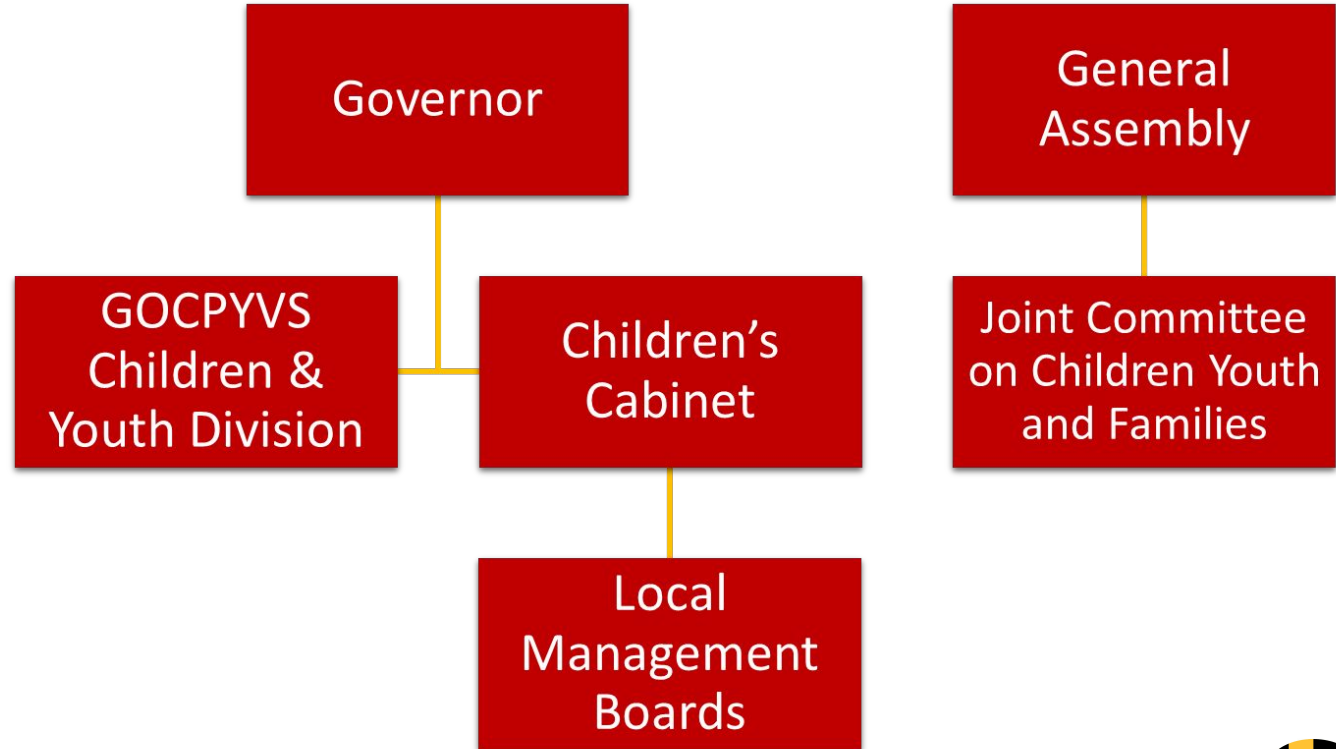 Governor
General
Assembly
GOCPYVS
Children &
Youth Division
Children’s
Cabinet
Joint Committee
on Children Youth
and Families
Local
Management
Boards